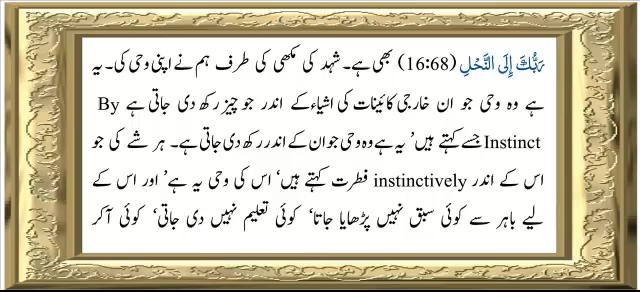 رَبُّكَ إِلَى النَّحْلِ (16:68) بھی ہے۔ شہد کی مکھی کی طرف ہم نے اپنی وحی کی۔ یہ
ہے وہ وحی جو ان خارجی کائینات کی اشیاء کے اندر جو چیز رکھ دی جاتی ہے By
Instinct جسے کہتے ہیں‘ یہ ہے وہ وحی جو ان کے اندر رکھ دی جاتی ہے۔ ہر شے کی جو
اس کے اندر instinctively فطرت کہتے ہیں‘ اس کی وحی یہ ہے‘ اور اس کے
لیے باہر سے کوئی سبق نہیں پڑھایا جاتا‘ کوئی تعلیم نہیں دی جاتی‘ کوئی آ کر